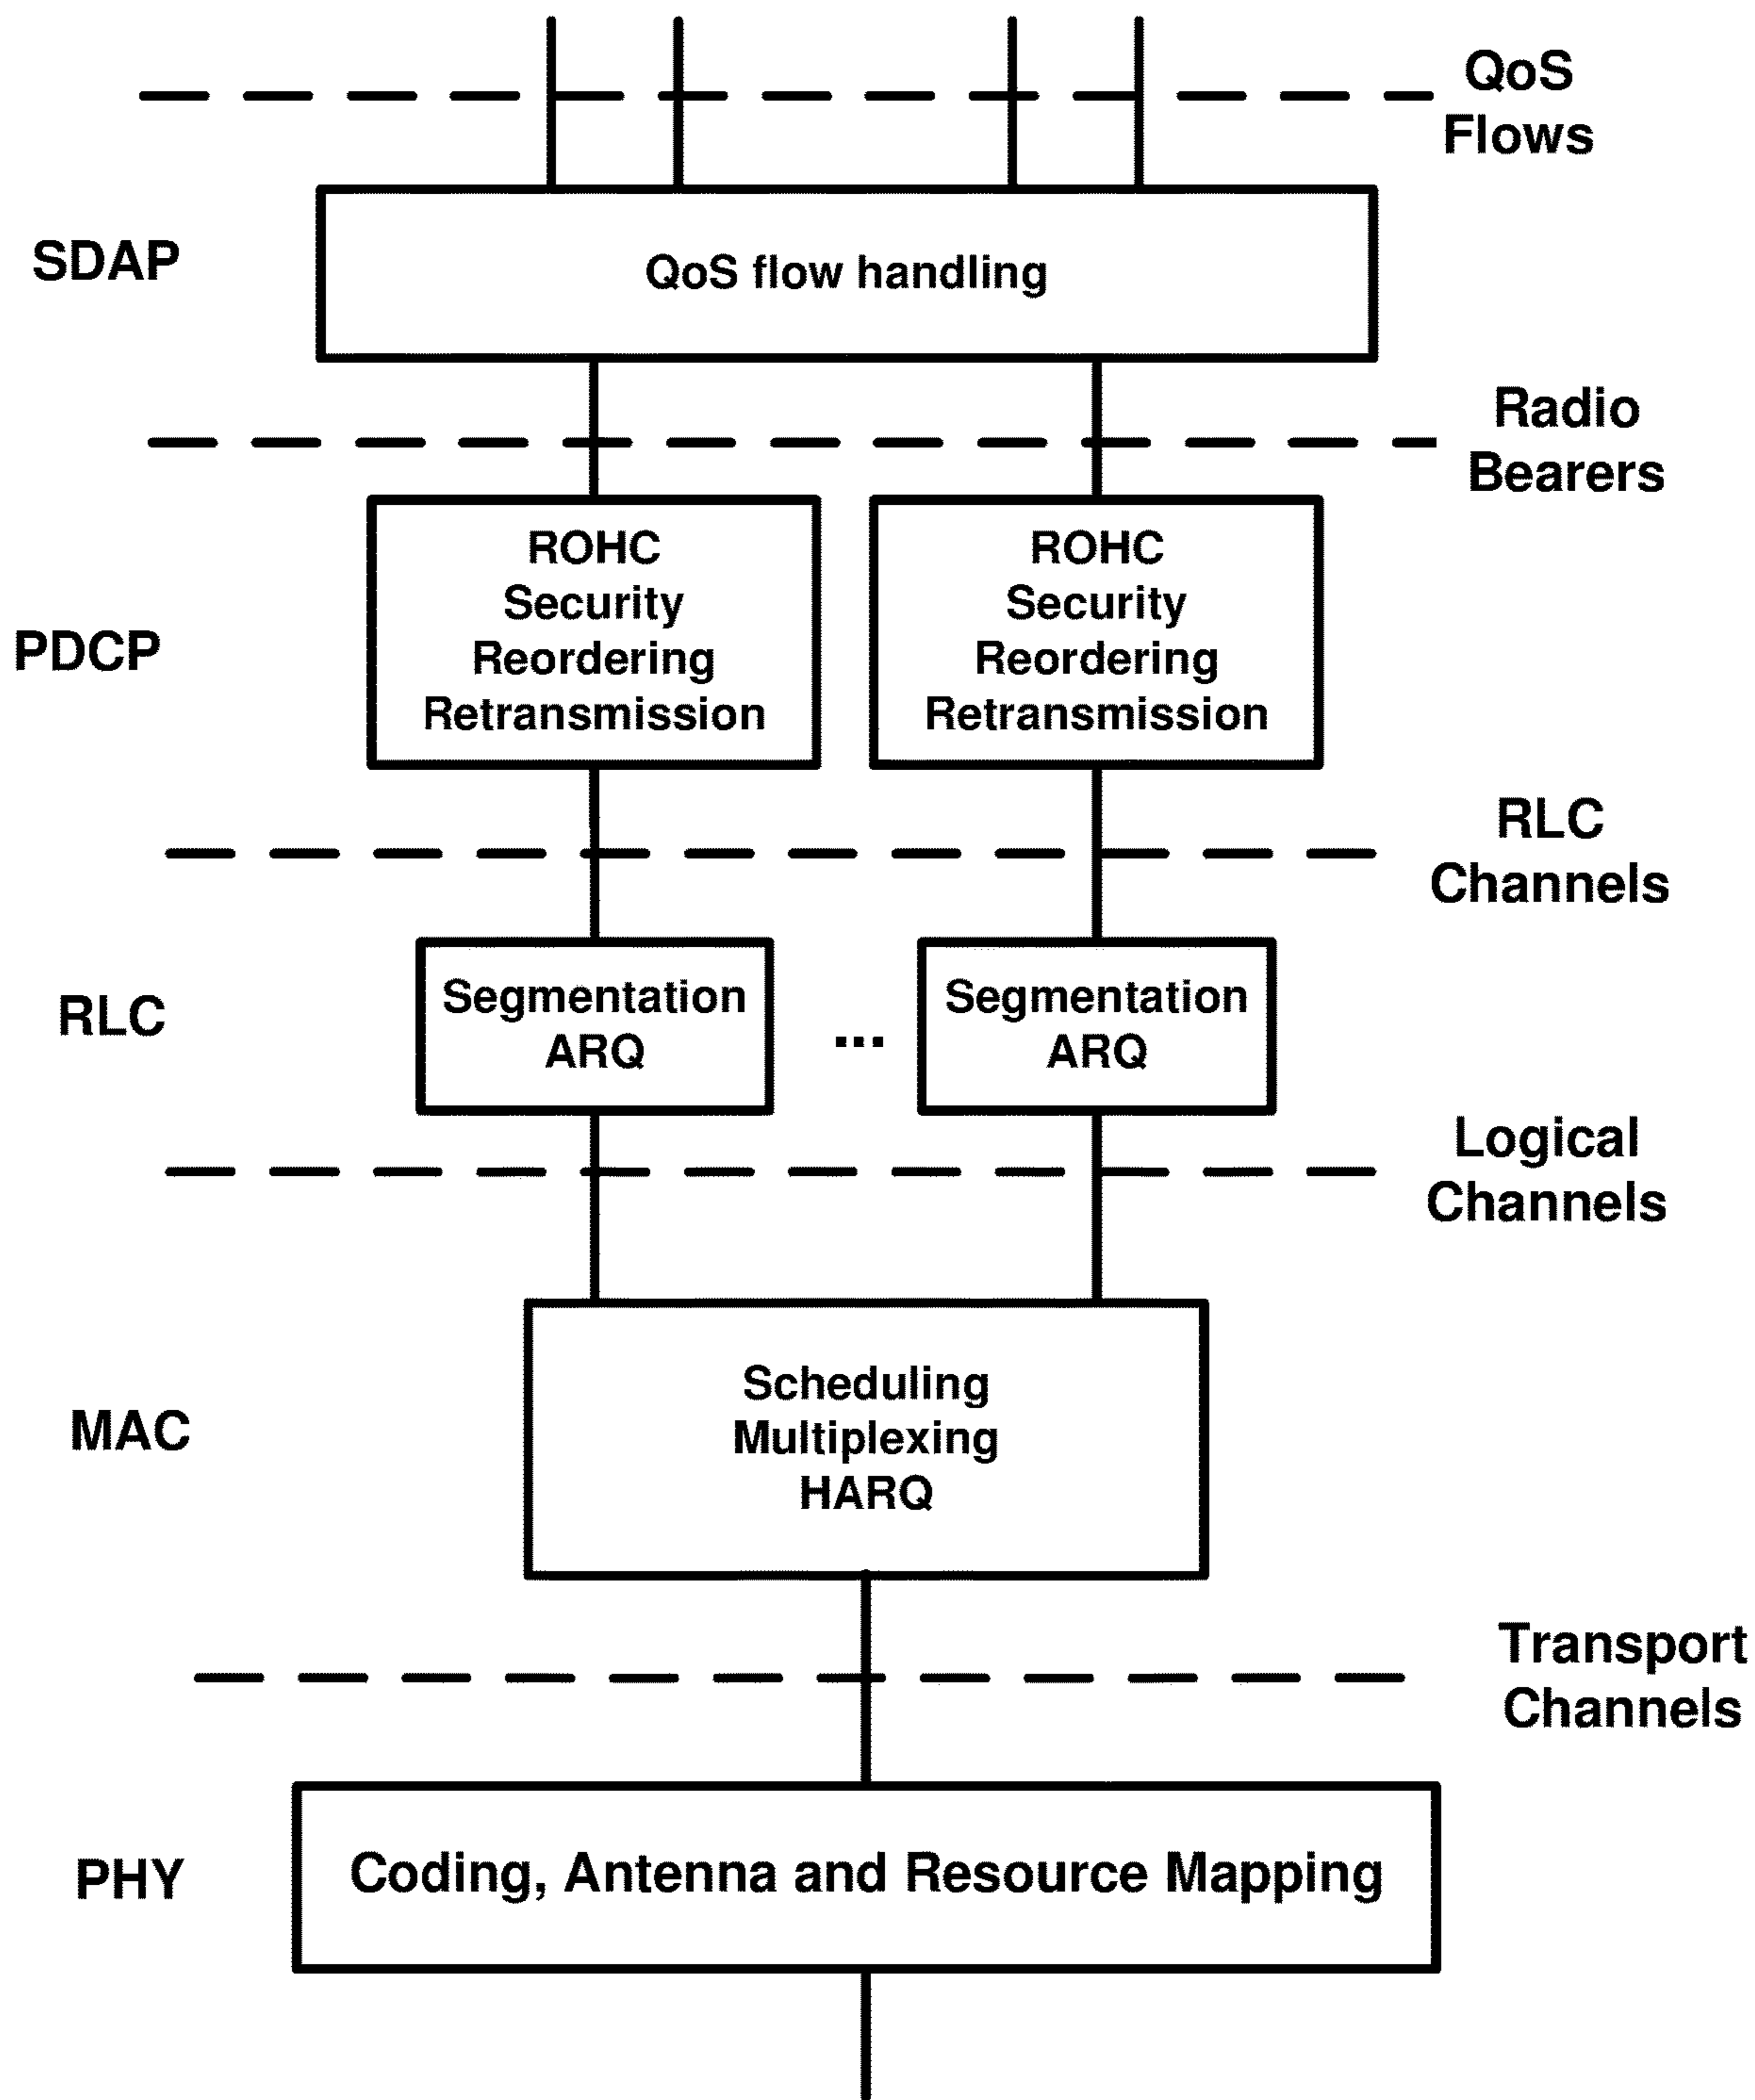 QoS
Flows
SDAP
QoS flow handling
Radio
Bearers
PDCP
ROHC
Security
Reordering
Retransmission
ROHC
Security
Reordering
Retransmission
RLC
Channels
RLC
Segmentation
ARQ
...
Segmentation
ARQ
Logical
Channels
MAC
Scheduling
Multiplexing
HARQ
Transport
Channels
PHY
Coding, Antenna and Resource Mapping